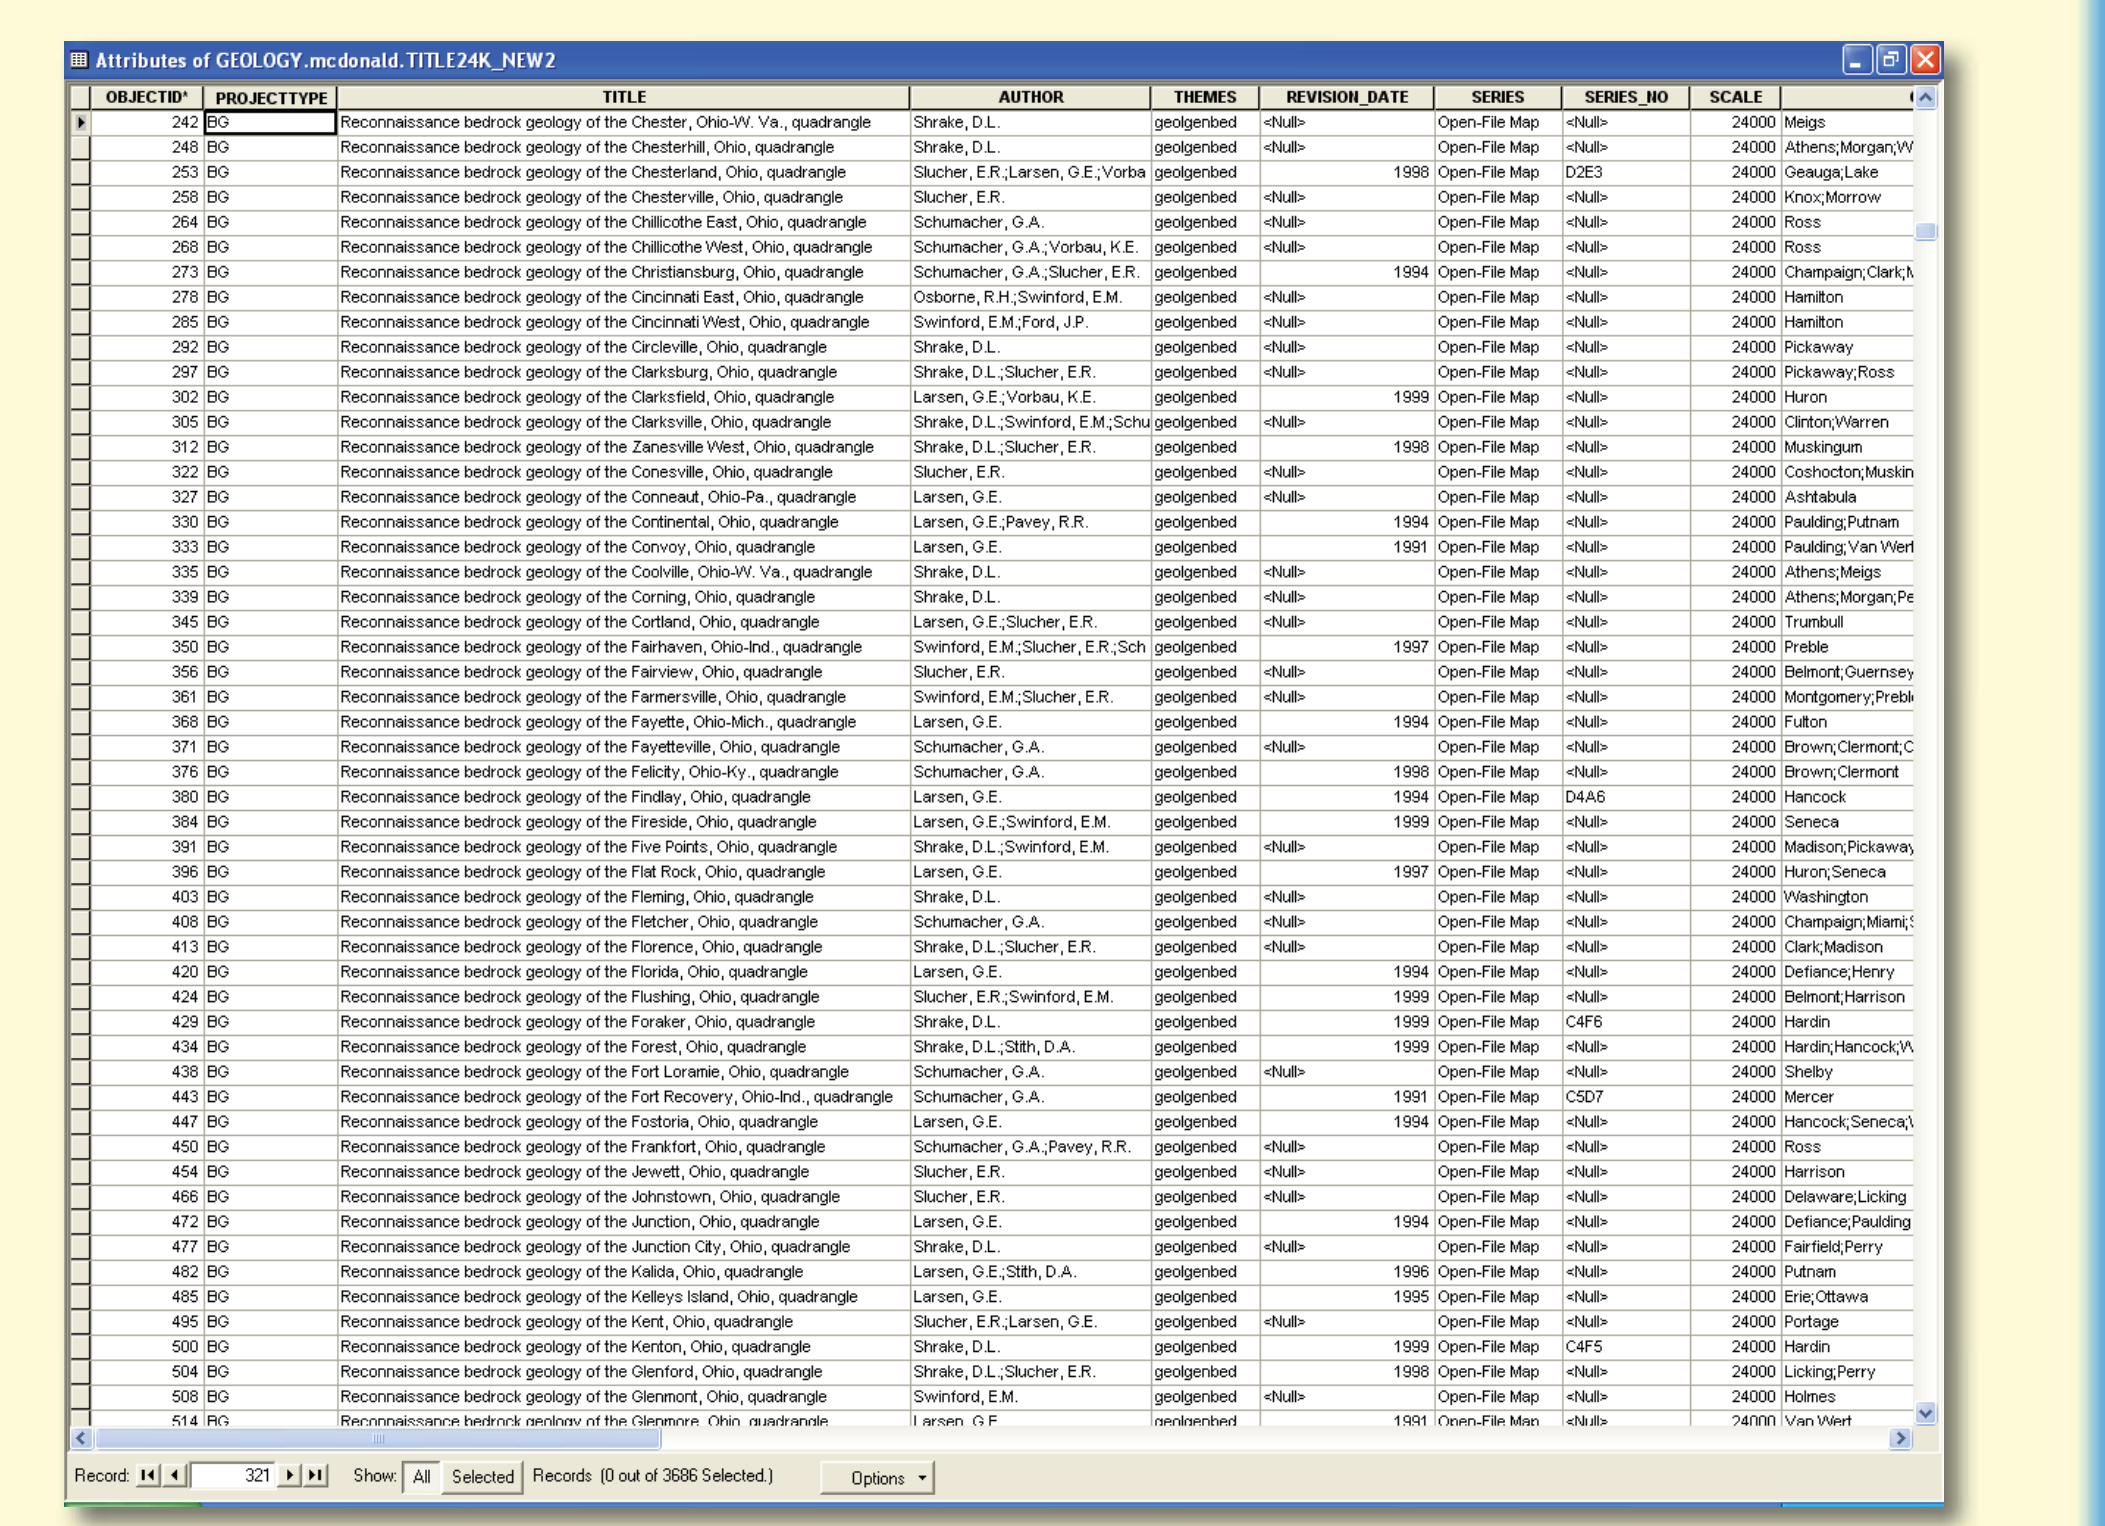 Attributes of GEOLOGY.mcdonald.TITLE24K_NEW2
OBJECTID* PROJECTTYPE TITLE AUTHOR THEMES REVISION_DATE SERIES SERIES_NO SCALE
242 BG Reconnaissance bedrock geology of the Chester, Ohio-W. Va., quadrangle Shrake, D.L. geolgenbed <Null> Open-File Map <Null> 24000 Meigs
248 BG Reconnaissance bedrock geology of the Chesterhill, Ohio, quadrangle Shrake, D.L. geolgenbed <Null> Open-File Map <Null> 24000 Athens;Morgan;W
253 BG Reconnaissance bedrock geology of the Chesterland, Ohio, quadrangle Slucher, E.R.;Larsen, G.E.;Vorba geolgenbed 1998 Open-File Map D2E3 24000 Geauga;Lake
258 BG Reconnaissance bedrock geology of the Chesterville, Ohio, quadrangle Slucher, E.R. geolgenbed <Null> Open-File Map <Null> 24000 Knox;Morrow
264 BG Reconnaissance bedrock geology of the Chillicothe East, Ohio, quadrangle Schumacher, G.A. geolgenbed <Null> Open-File Map <Null> 24000 Ross
268 BG Reconnaissance bedrock geology of the Chillicothe West, Ohio, quadrangle Schumacher, G.A.;Vorbau, K.E. geolgenbed <Null> Open-File Map <Null> 24000 Ross
273 BG Reconnaissance bedrock geology of the Christiansburg, Ohio, quadrangle Schumacher, G.A.;Slucher, E.R. geolgenbed 1994 Open-File Map <Null> 24000 Champaign;Clark;M
278 BG Reconnaissance bedrock geology of the Cincinnati East, Ohio, quadrangle Osborne, R.H.;Swinford, E.M. geolgenbed <Null> Open-File Map <Null> 24000 Hamilton
285 BG Reconnaissance bedrock geology of the Cincinnati West, Ohio, quadrangle Swinford, E.M.;Ford, J.P. geolgenbed <Null> Open-File Map <Null> 24000 Hamilton
292 BG Reconnaissance bedrock geology of the Circleville, Ohio, quadrangle Shrake, D.L. geolgenbed <Null> Open-File Map <Null> 24000 Pickaway
297 BG Reconnaissance bedrock geology of the Clarksburg, Ohio, quadrangle Shrake, D.L.;Slucher, E.R. geolgenbed <Null> Open-File Map <Null> 24000 Pickaway;Ross
302 BG Reconnaissance bedrock geology of the Clarksfield, Ohio, quadrangle Larsen, G.E.;Vorbau, K.E. geolgenbed 1999 Open-File Map <Null> 24000 Huron
305 BG Reconnaissance bedrock geology of the Clarksville, Ohio, quadrangle Shrake, D.L.;Swinford, E.M.;Schu geolgenbed <Null> Open-File Map <Null> 24000 Clinton;Warren
312 BG Reconnaissance bedrock geology of the Zanesville West, Ohio, quadrangle Shrake, D.L.;Slucher, E.R. geolgenbed 1998 Open-File Map <Null> 24000 Muskingum
322 BG Reconnaissance bedrock geology of the Conesville, Ohio, quadrangle Slucher, E.R. geolgenbed <Null> Open-File Map <Null> 24000 Coshocton;Muskin
327 BG Reconnaissance bedrock geology of the Conneaut, Ohio-Pa., quadrangle Larsen, G.E. geolgenbed <Null> Open-File Map <Null> 24000 Ashtabula
330 BG Reconnaissance bedrock geology of the Continental, Ohio, quadrangle Larsen, G.E.;Pavey, R.R. geolgenbed 1994 Open-File Map <Null> 24000 Paulding;Putnam
333 BG Reconnaissance bedrock geology of the Convoy, Ohio, quadrangle Larsen, G.E. geolgenbed 1991 Open-File Map <Null> 24000 Paulding;Van Wert
335 BG Reconnaissance bedrock geology of the Coolville, Ohio-W. Va., quadrangle Shrake, D.L. geolgenbed <Null> Open-File Map <Null> 24000 Athens;Meigs
339 BG Reconnaissance bedrock geology of the Corning, Ohio, quadrangle Shrake, D.L. geolgenbed <Null> Open-File Map <Null> 24000 Athens;Morgan;Pe
345 BG Reconnaissance bedrock geology of the Cortland, Ohio, quadrangle Larsen, G.E.;Slucher, E.R. geolgenbed <Null> Open-File Map <Null> 24000 Trumbull
350 BG Reconnaissance bedrock geology of the Fairhaven, Ohio-Ind., quadrangle Swinford, E.M.;Slucher, E.R.;Sch geolgenbed 1997 Open-File Map <Null> 24000 Preble
356 BG Reconnaissance bedrock geology of the Fairview, Ohio, quadrangle Slucher, E.R. geolgenbed <Null> Open-File Map <Null> 24000 Belmont;Guernsey
361 BG Reconnaissance bedrock geology of the Farmersville, Ohio, quadrangle Swinford, E.M.;Slucher, E.R. geolgenbed <Null> Open-File Map <Null> 24000 Montgomery;Preble
368 BG Reconnaissance bedrock geology of the Fayette, Ohio-Mich., quadrangle Larsen, G.E. geolgenbed 1994 Open-File Map <Null> 24000 Fulton
371 BG Reconnaissance bedrock geology of the Fayetteville, Ohio, quadrangle Schumacher, G.A. geolgenbed <Null> Open-File Map <Null> 24000 Brown;Clermont;C
376 BG Reconnaissance bedrock geology of the Felicity, Ohio-Ky., quadrangle Schumacher, G.A. geolgenbed 1998 Open-File Map <Null> 24000 Brown;Clermont
380 BG Reconnaissance bedrock geology of the Findlay, Ohio, quadrangle Larsen, G.E. geolgenbed 1994 Open-File Map D4A6 24000 Hancock
384 BG Reconnaissance bedrock geology of the Fireside, Ohio, quadrangle Larsen, G.E.;Swinford, E.M. geolgenbed 1999 Open-File Map <Null> 24000 Seneca
391 BG Reconnaissance bedrock geology of the Five Points, Ohio, quadrangle Shrake, D.L.;Swinford, E.M. geolgenbed <Null> Open-File Map <Null> 24000 Madison;Pickaway
396 BG Reconnaissance bedrock geology of the Flat Rock, Ohio, quadrangle Larsen, G.E. geolgenbed 1997 Open-File Map <Null> 24000 Huron;Seneca
403 BG Reconnaissance bedrock geology of the Fleming, Ohio, quadrangle Shrake, D.L. geolgenbed <Null> Open-File Map <Null> 24000 Washington
408 BG Reconnaissance bedrock geology of the Fletcher, Ohio, quadrangle Schumacher, G.A. geolgenbed <Null> Open-File Map <Null> 24000 Champaign;Miami;S
413 BG Reconnaissance bedrock geology of the Florence, Ohio, quadrangle Shrake, D.L.;Slucher, E.R. geolgenbed <Null> Open-File Map <Null> 24000 Clark;Madison
420 BG Reconnaissance bedrock geology of the Florida, Ohio, quadrangle Larsen, G.E. geolgenbed 1994 Open-File Map <Null> 24000 Defiance;Henry
424 BG Reconnaissance bedrock geology of the Flushing, Ohio, quadrangle Slucher, E.R.;Swinford, E.M. geolgenbed 1999 Open-File Map <Null> 24000 Belmont;Harrison
429 BG Reconnaissance bedrock geology of the Foraker, Ohio, quadrangle Shrake, D.L. geolgenbed 1999 Open-File Map C4F6 24000 Hardin
434 BG Reconnaissance bedrock geology of the Forest, Ohio, quadrangle Shrake, D.L.;Stith, D.A. geolgenbed 1999 Open-File Map <Null> 24000 Hardin;Hancock;W
438 BG Reconnaissance bedrock geology of the Fort Loramie, Ohio, quadrangle Schumacher, G.A. geolgenbed <Null> Open-File Map <Null> 24000 Shelby
443 BG Reconnaissance bedrock geology of the Fort Recovery, Ohio-Ind., quadrangle Schumacher, G.A. geolgenbed 1991 Open-File Map C5D7 24000 Mercer
447 BG Reconnaissance bedrock geology of the Fostoria, Ohio, quadrangle Larsen, G.E. geolgenbed 1994 Open-File Map <Null> 24000 Hancock;Seneca;W
450 BG Reconnaissance bedrock geology of the Frankfort, Ohio, quadrangle Schumacher, G.A.;Pavey, R.R. geolgenbed <Null> Open-File Map <Null> 24000 Ross
454 BG Reconnaissance bedrock geology of the Jewett, Ohio, quadrangle Slucher, E.R. geolgenbed <Null> Open-File Map <Null> 24000 Harrison
466 BG Reconnaissance bedrock geology of the Johnstown, Ohio, quadrangle Slucher, E.R. geolgenbed <Null> Open-File Map <Null> 24000 Delaware;Licking
472 BG Reconnaissance bedrock geology of the Junction, Ohio, quadrangle Larsen, G.E. geolgenbed 1994 Open-File Map <Null> 24000 Defiance;Paulding
477 BG Reconnaissance bedrock geology of the Junction City, Ohio, quadrangle Shrake, D.L. geolgenbed <Null> Open-File Map <Null> 24000 Fairfield;Perry
482 BG Reconnaissance bedrock geology of the Kalida, Ohio, quadrangle Larsen, G.E.;Stith, D.A. geolgenbed 1996 Open-File Map <Null> 24000 Putnam
485 BG Reconnaissance bedrock geology of the Kelleys Island, Ohio, quadrangle Larsen, G.E. geolgenbed 1995 Open-File Map <Null> 24000 Erie;Ottawa
495 BG Reconnaissance bedrock geology of the Kent, Ohio, quadrangle Slucher, E.R.;Larsen, G.E. geolgenbed <Null> Open-File Map <Null> 24000 Portage
500 BG Reconnaissance bedrock geology of the Kenton, Ohio, quadrangle Shrake, D.L. geolgenbed 1999 Open-File Map C4F5 24000 Hardin
504 BG Reconnaissance bedrock geology of the Glenford, Ohio, quadrangle Shrake, D.L.;Slucher, E.R. geolgenbed 1998 Open-File Map <Null> 24000 Licking;Perry
508 BG Reconnaissance bedrock geology of the Glenmont, Ohio, quadrangle Swinford, E.M. geolgenbed <Null> Open-File Map <Null> 24000 Holmes
514 BG Reconnaissance bedrock geology of the Glenmore, Ohio, quadrangle Larsen, G.E. geolgenbed 1991 Open-File Map <Null> 24000 Van Wert
Record: 321 Show: All Selected Records (0 out of 3686 Selected.) Options